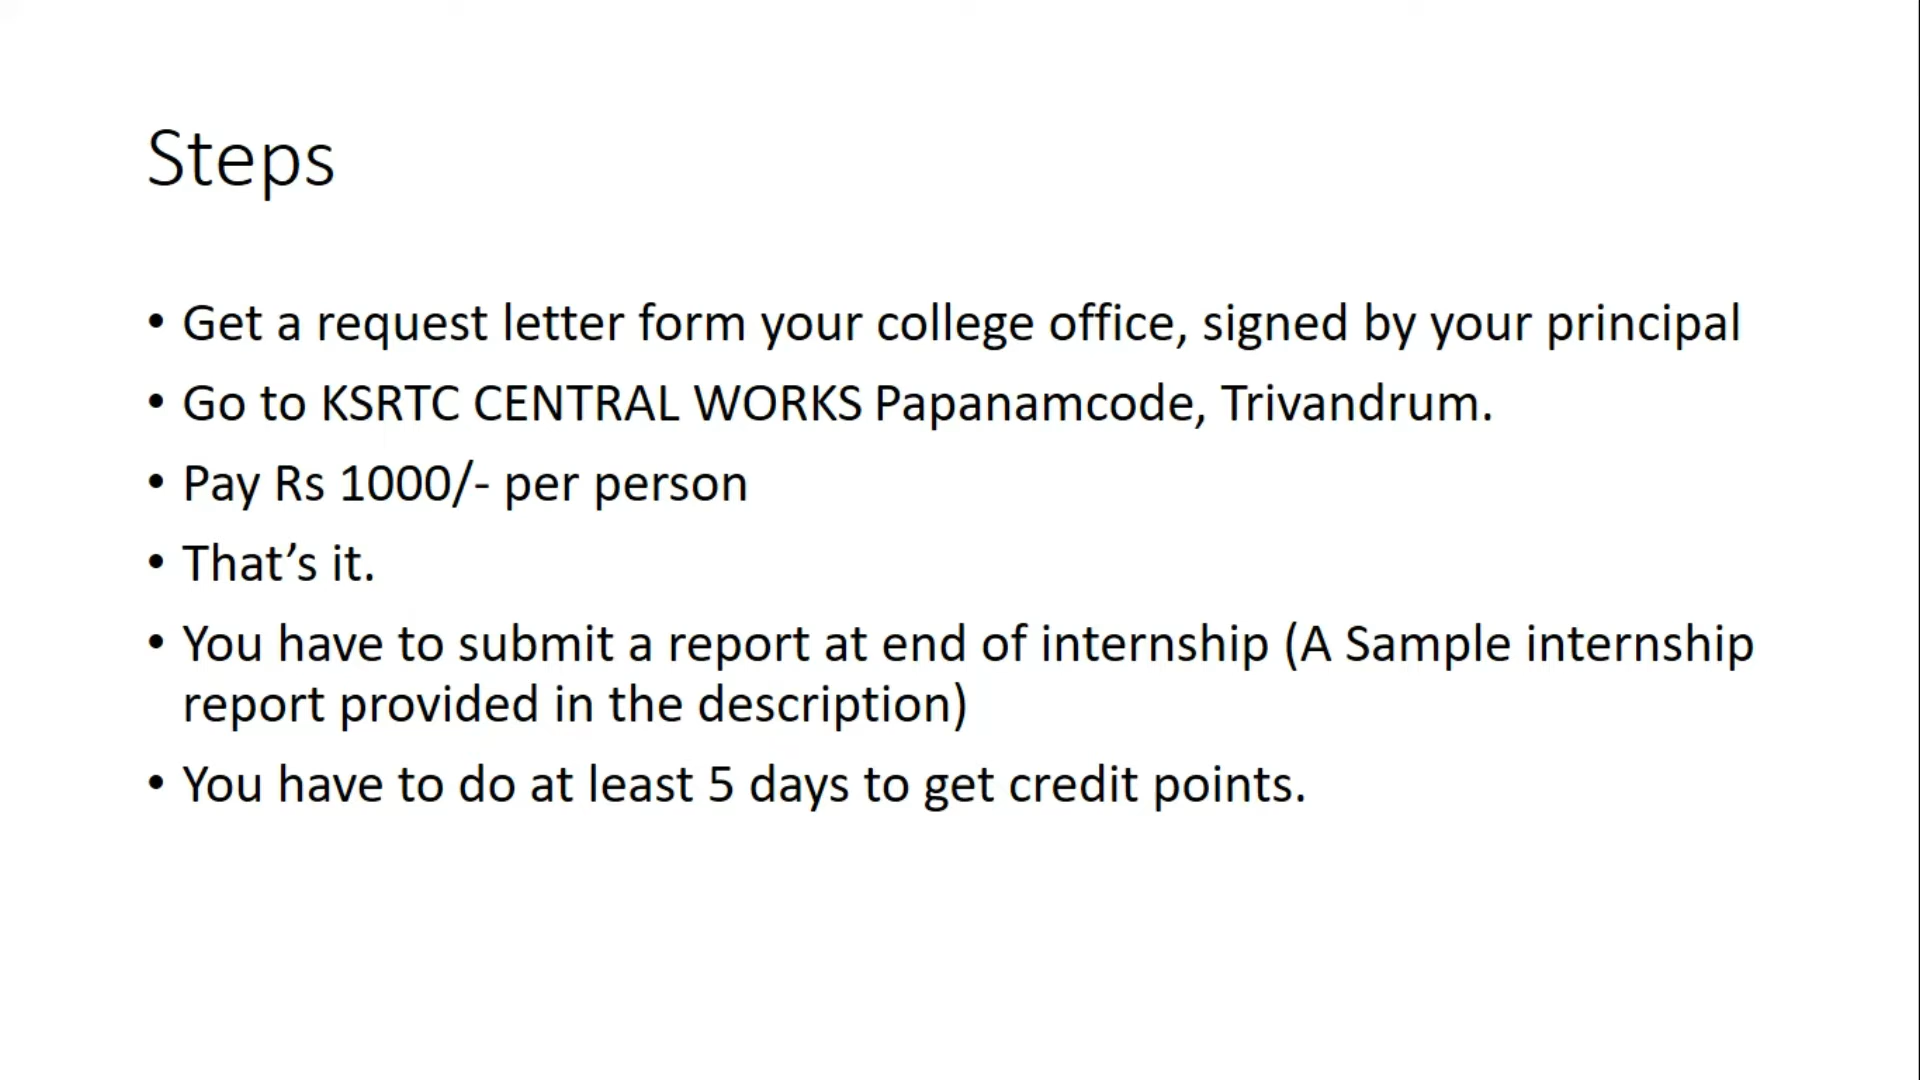 Steps
• Get a request letter form your college office, signed by your principal
• Go to KSRTC CENTRAL WORKS Papanamcode, Trivandrum.
• Pay Rs 1000/- per person
• That’s it.
• You have to submit a report at end of internship (A Sample internship
report provided in the description)
• You have to do at least 5 days to get credit points.